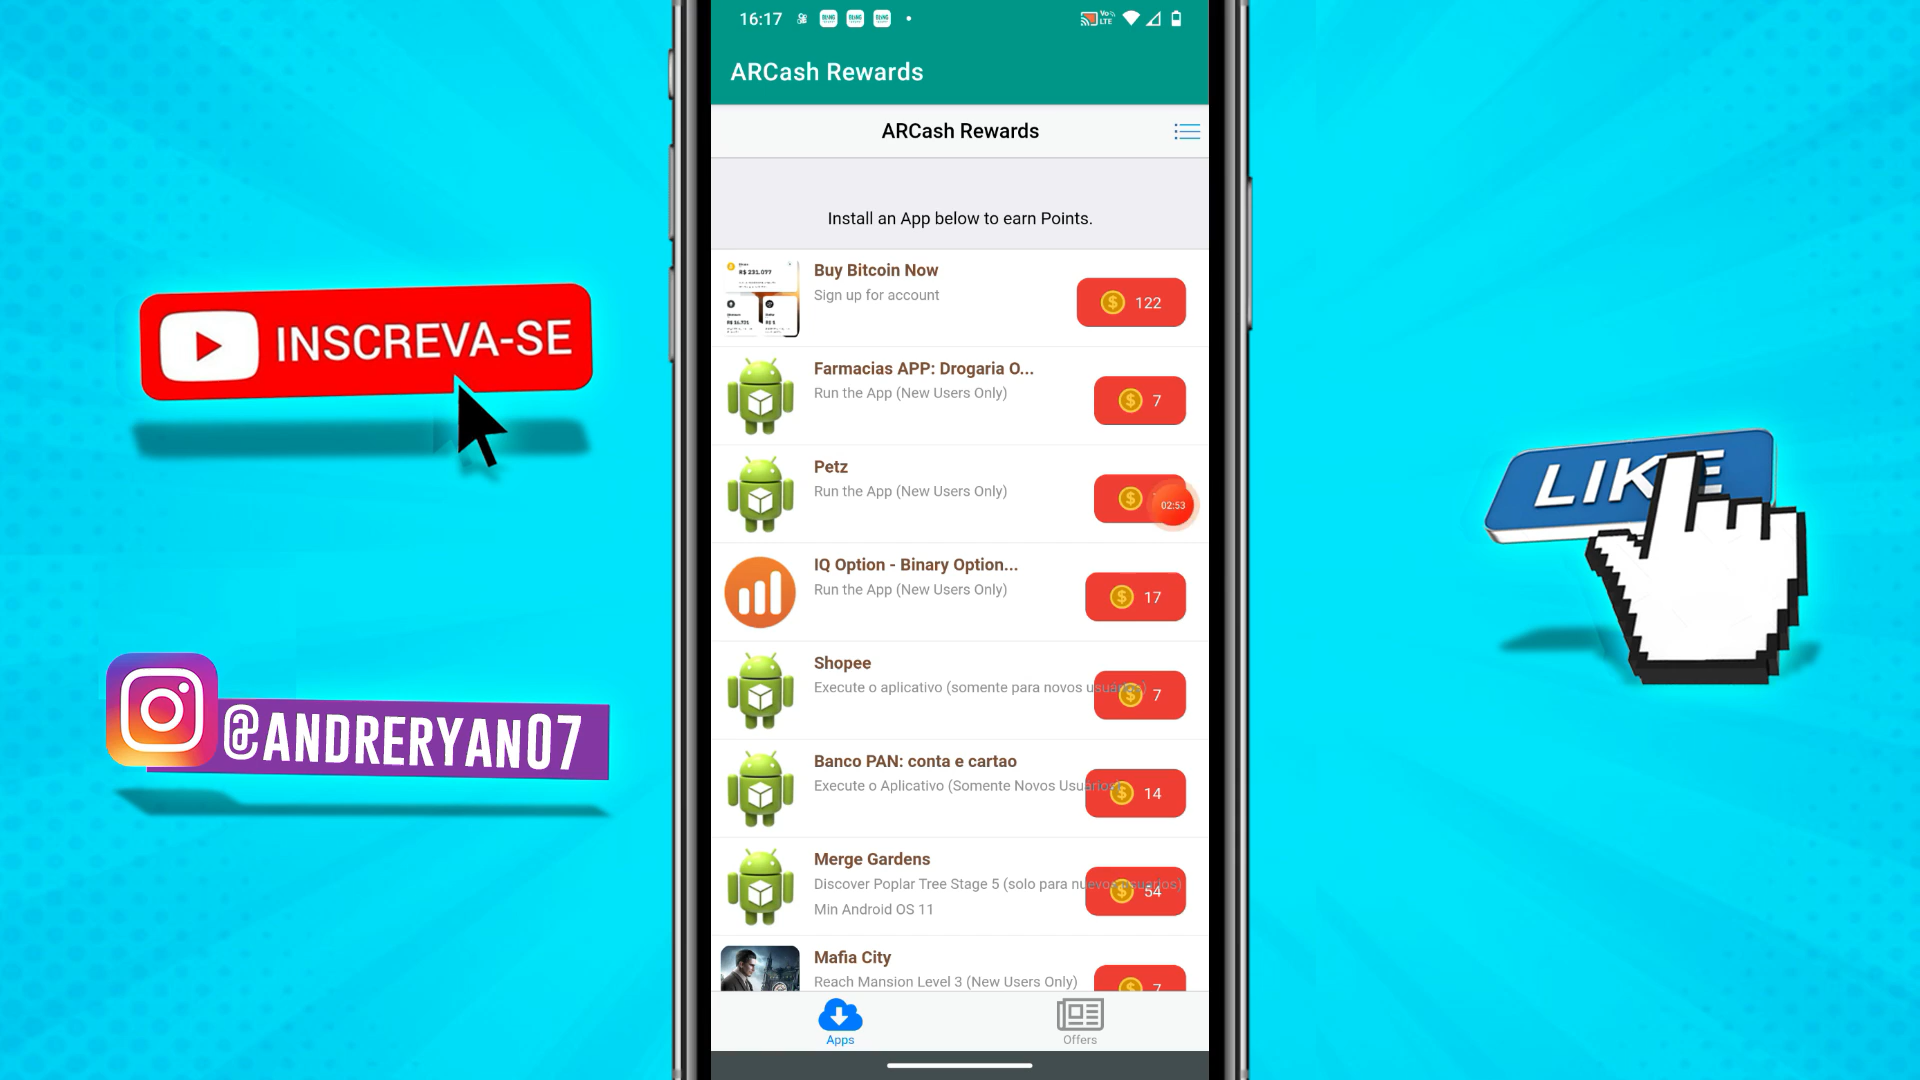 16:17
VoLTE
ARCash Rewards
ARCash Rewards
Install an App below to earn Points.
R$ 231.077
Buy Bitcoin Now
Sign up for account
122
Farmacias APP: Drogaria O...
Run the App (New Users Only)
7
Petz
Run the App (New Users Only)
02:53
IQ Option - Binary Option...
Run the App (New Users Only)
17
Shopee
Execute o aplicativo (somente para novos usuários)
7
Banco PAN: conta e cartao
Execute o Aplicativo (Somente Novos Usuários)
14
Merge Gardens
Discover Poplar Tree Stage 5 (solo para nuevos usuarios)
54
Min Android OS 11
Mafia City
Reach Mansion Level 3 (New Users Only)
7
Apps
Offers
INSCREVA-SE
@ANDRERYAN07
LIKE